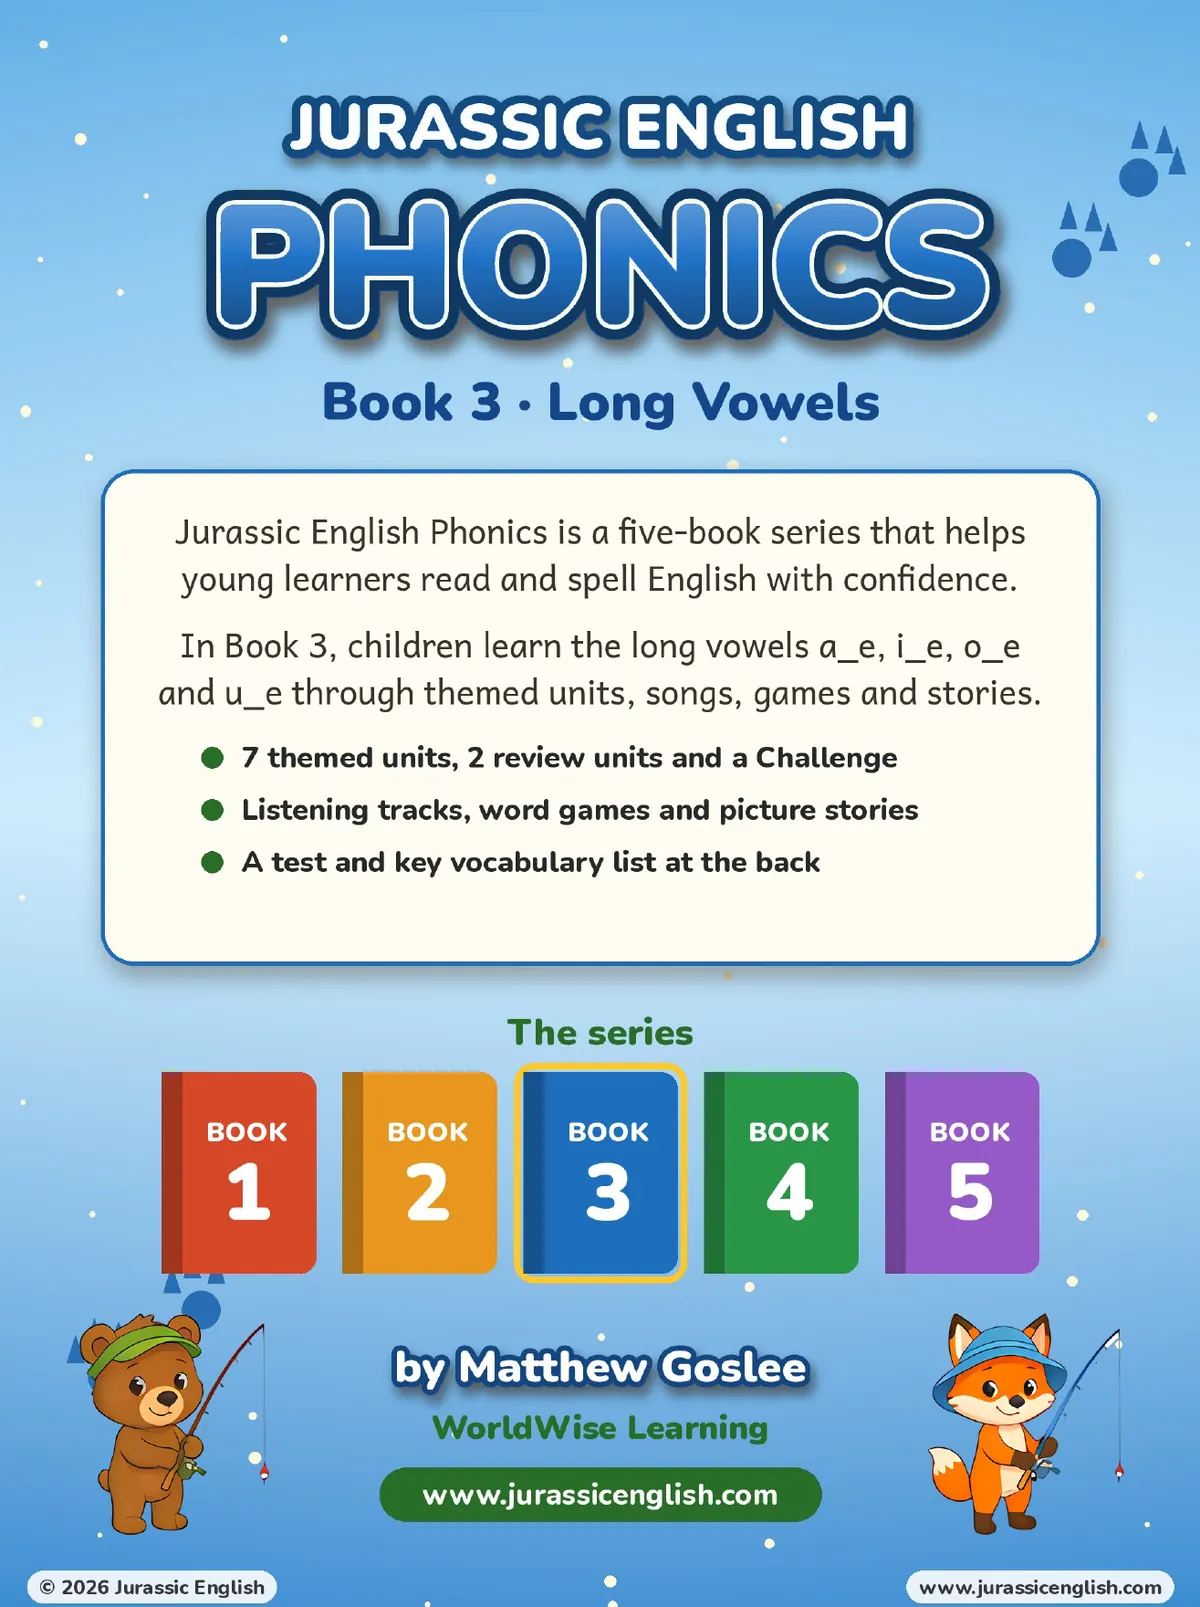 JURASSIC ENGLISH
PHONICS
Book 3 · Long Vowels
Jurassic English Phonics is a five-book series that helps
young learners read and spell English with confidence.
In Book 3, children learn the long vowels a_e, i_e, o_e
and u_e through themed units, songs, games and stories.
7 themed units, 2 review units and a Challenge
Listening tracks, word games and picture stories
A test and key vocabulary list at the back
The series
BOOK 1
BOOK 2
BOOK 3
BOOK 4
BOOK 5
by Matthew Goslee
WorldWise Learning
www.jurassicenglish.com
© 2026 Jurassic English
www.jurassicenglish.com